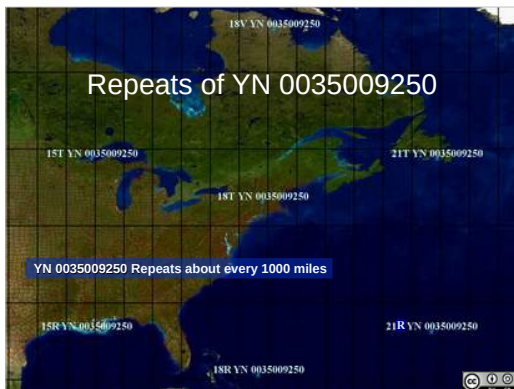 18V YN 0035009250
Repeats of YN 0035009250
15T YN 0035009250
21T YN 0035009250
18T YN 0035009250
YN 0035009250 Repeats about every 1000 miles
15R YN 0035009250
21R YN 0035009250
18R YN 0035009250
cc